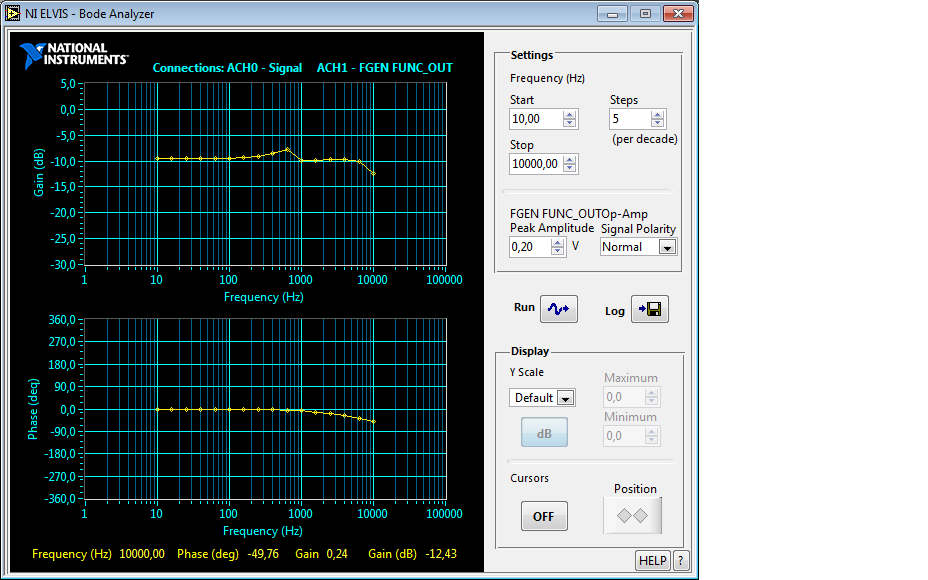 NI ELVIS - Bode Analyzer
NATIONAL
INSTRUMENTS™
Connections: ACH0 - Signal ACH1 - FGEN FUNC_OUT
5,0
0,0
-5,0
-10,0
-15,0
-20,0
-25,0
-30,0
Gain (dB)
1 10 100 1000 10000 100000
Frequency (Hz)
360,0
270,0
180,0
90,0
0,0
-90,0
-180,0
-270,0
-360,0
Phase (deg)
1 10 100 1000 10000 100000
Frequency (Hz)
Frequency (Hz) 10000,00 Phase (deg) -49,76 Gain 0,24 Gain (dB) -12,43
Settings
Frequency (Hz)
Start Steps
10,00 5
(per decade)
Stop
10000,00
FGEN FUNC_OUT Op-Amp
Peak Amplitude Signal Polarity
0,20 V Normal
Run Log
Display
Y Scale Maximum
Default 0,0
Minimum
dB 0,0
Cursors
Position
OFF
HELP ?